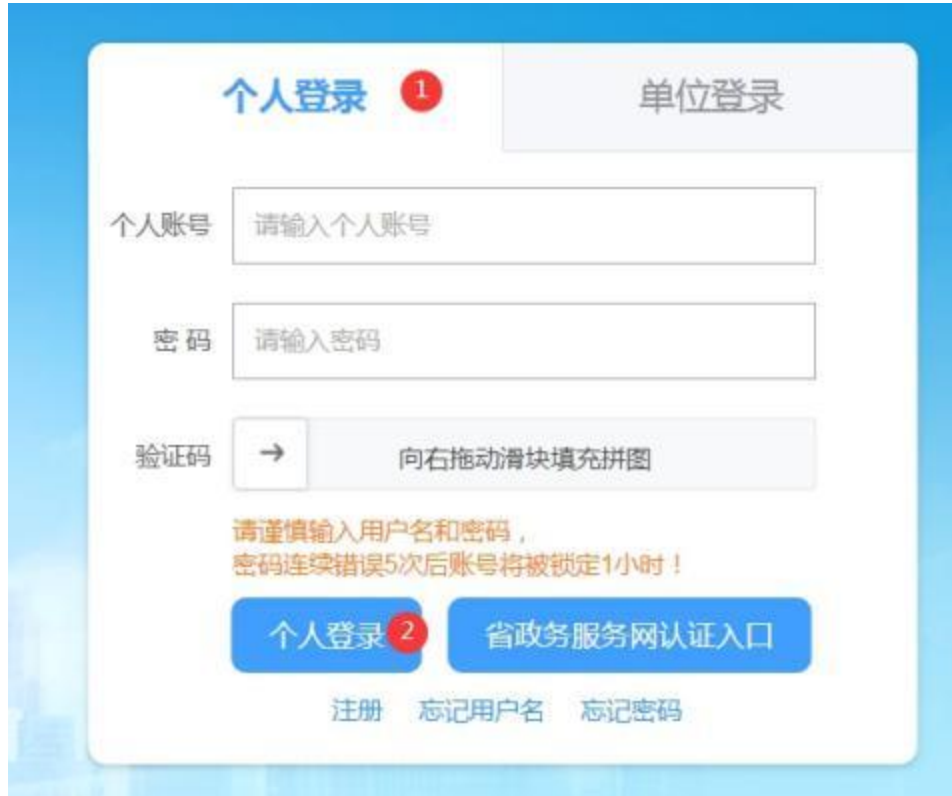 个人登录 1 单位登录
个人账号 请输入个人账号
密码 请输入密码
验证码 → 向右拖动滑块填充拼图
请谨慎输入用户名和密码，
密码连续错误5次后账号将被锁定1小时！
个人登录 2 省政务服务网认证入口
注册 忘记用户名 忘记密码